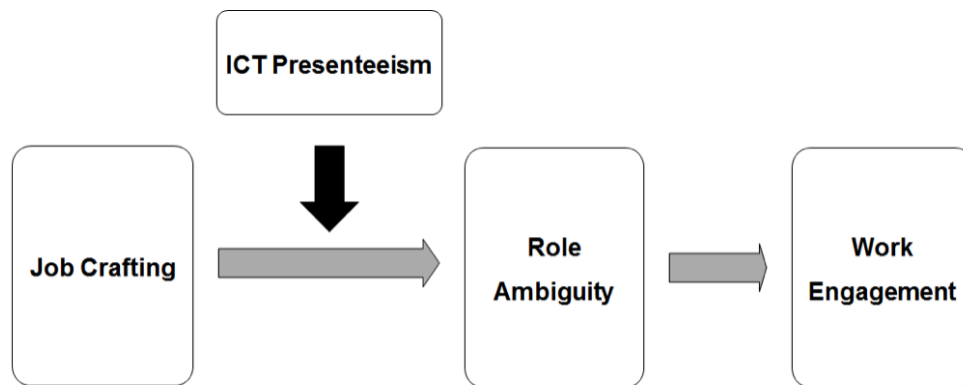 ICT Presenteeism
Job Crafting
Role
Ambiguity
Work
Engagement